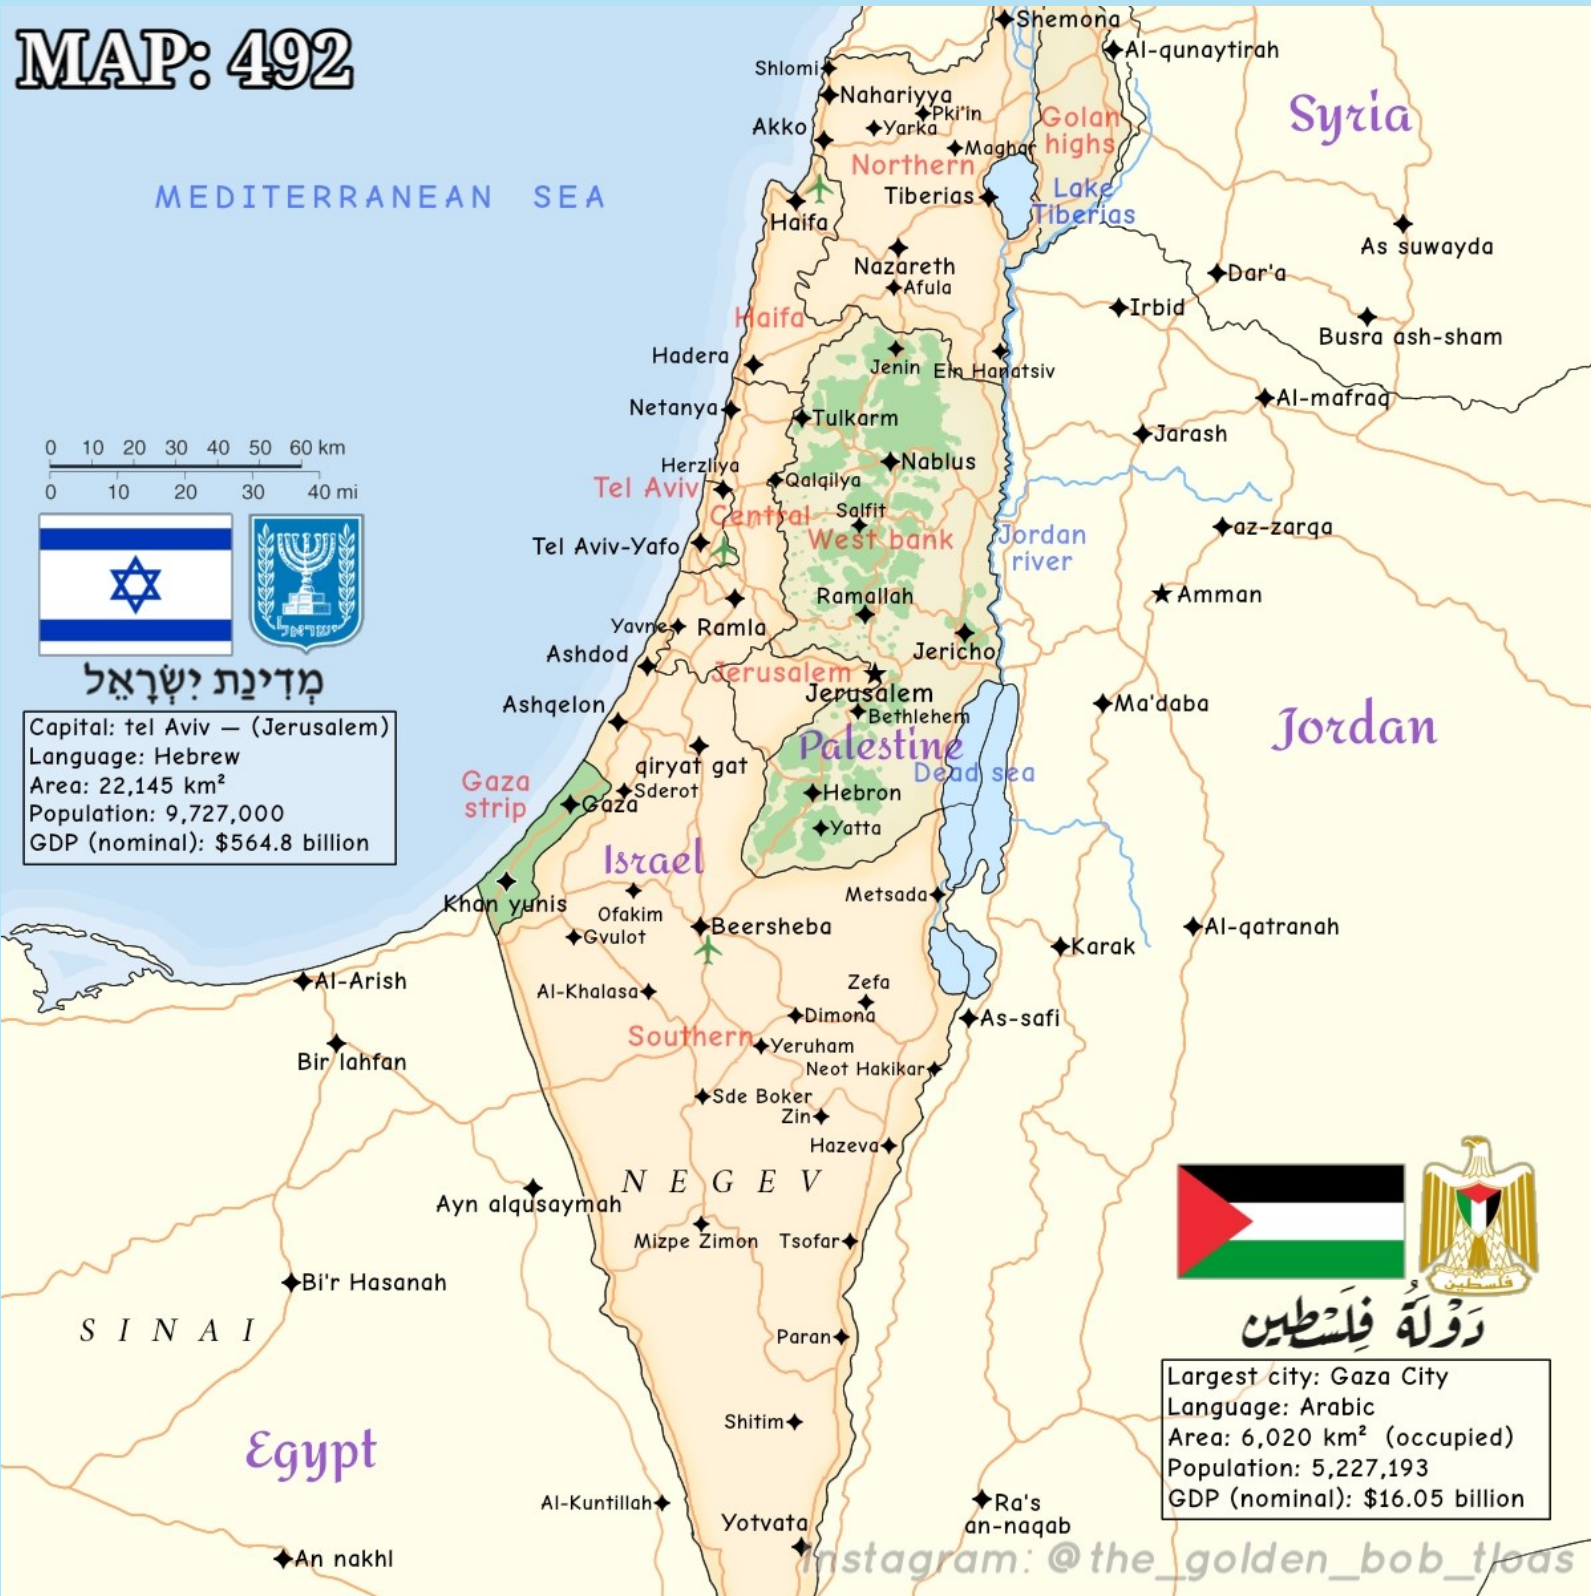 MAP: 492
Shemona
Al-qunaytirah
Shlomi
Nahariyya
Pki'in
Yarka
Akko
Maghar
Northern
Golan
highs
Syria
MEDITERRANEAN SEA
Tiberias
Lake
Tiberias
Haifa
As suwayda
Nazareth
Dar'a
Afula
Irbid
Haifa
Busra ash-sham
Hadera
Jenin
Ein Hanatsiv
Al-mafraq
Netanya
Tulkarm
Jarash
0 10 20 30 40 50 60 km
0 10 20 30 40 mi
Herzliya
Nablus
Tel Aviv
Qalqilya
Central
Salfit
West bank
az-zarqa
Tel Aviv-Yafo
Jordan
river
Ramallah
Amman
Yavne
Ramla
Jericho
Ashdod
Jerusalem
Jerusalem
ישראל
מְדִינַת יִשְׂרָאֵל
Capital: tel Aviv — (Jerusalem)
Language: Hebrew
Area: 22,145 km²
Population: 9,727,000
GDP (nominal): $564.8 billion
Ashqelon
Bethlehem
Ma'daba
Jordan
Palestine
qiryat gat
Dead sea
Gaza
strip
Sderot
Gaza
Hebron
Yatta
Israel
Khan yunis
Ofakim
Metsada
Beersheba
Gvulot
Karak
Al-qatranah
Al-Arish
Al-Khalasa
Zefa
Dimona
As-safi
Southern
Yeruham
Bir lahfan
Neot Hakikar
Sde Boker
Zin
Hazeva
NEGEV
Ayn alqusaymah
Mizpe Zimon
Tsofar
Bi'r Hasanah
SINAI
Paran
فلسطين
دَوْلَةُ فِلَسْطِين
Largest city: Gaza City
Language: Arabic
Area: 6,020 km² (occupied)
Population: 5,227,193
GDP (nominal): $16.05 billion
Shitim
Egypt
Al-Kuntillah
Ra's
an-naqab
Yotvata
An nakhl
Instagram: @the_golden_bob_tloas